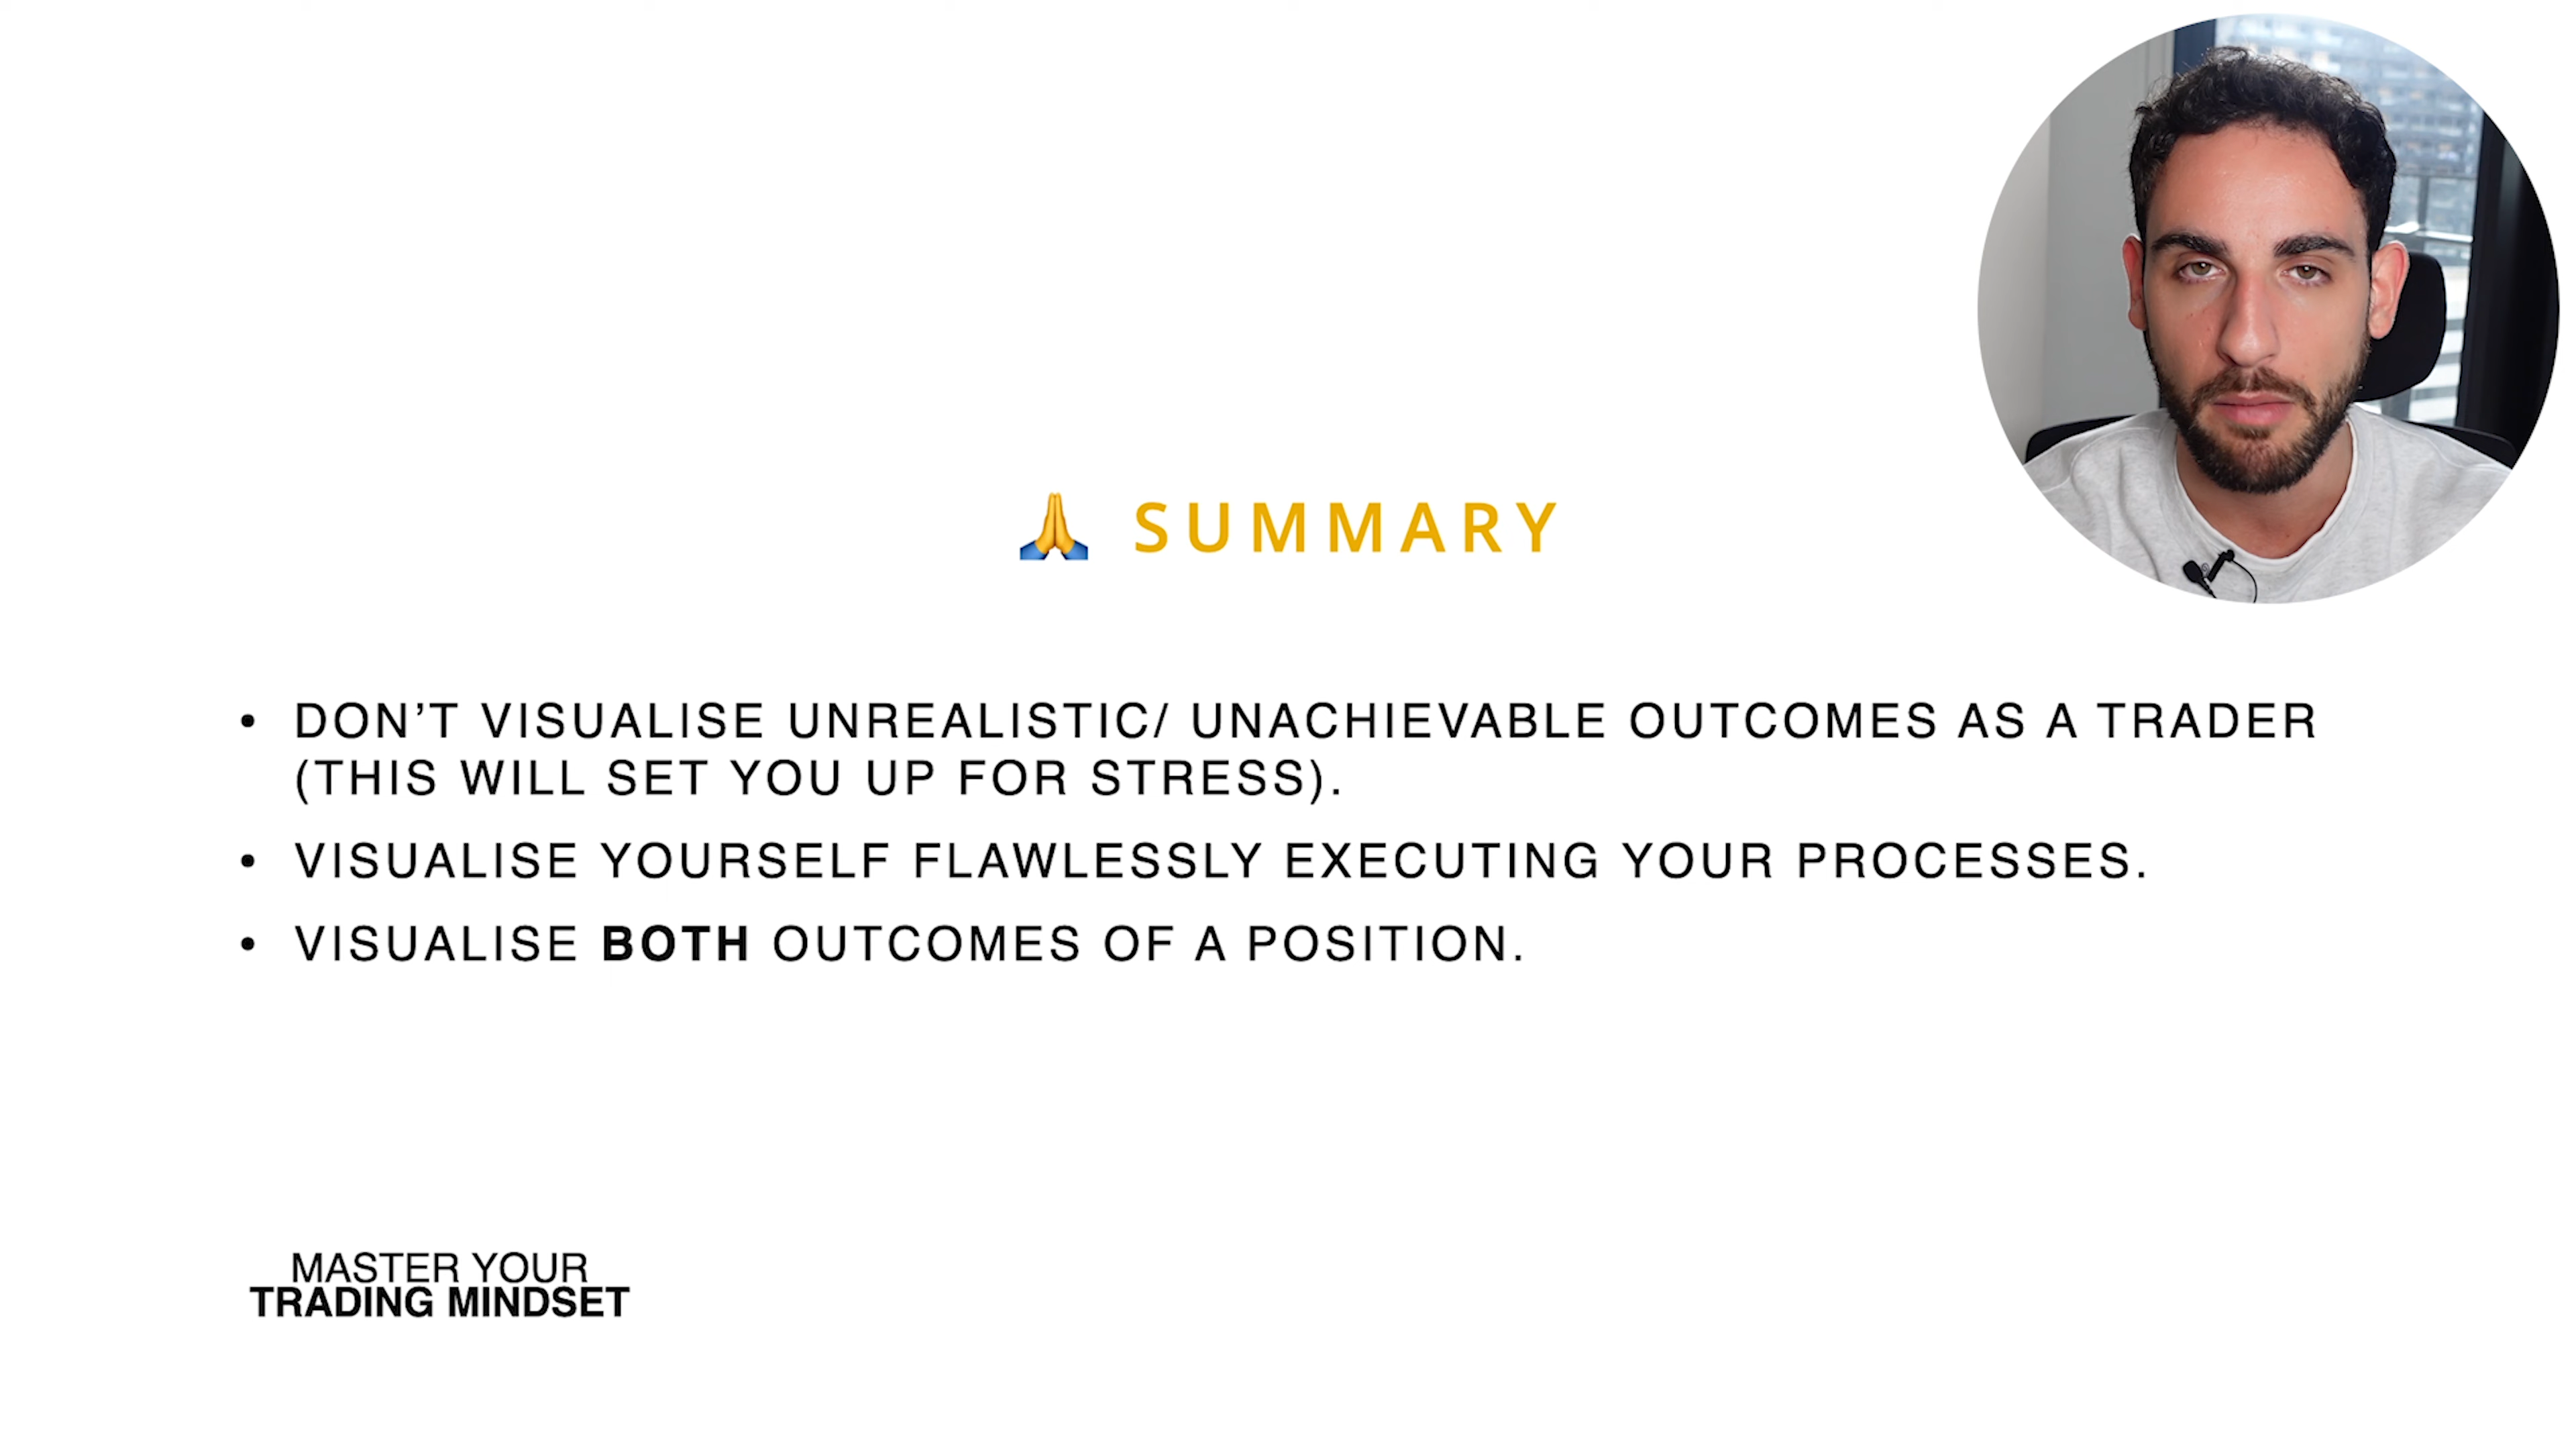 🙏 SUMMARY
• DON’T VISUALISE UNREALISTIC/ UNACHIEVABLE OUTCOMES AS A TRADER
(THIS WILL SET YOU UP FOR STRESS).
• VISUALISE YOURSELF FLAWLESSLY EXECUTING YOUR PROCESSES.
• VISUALISE BOTH OUTCOMES OF A POSITION.
MASTER YOUR
TRADING MINDSET